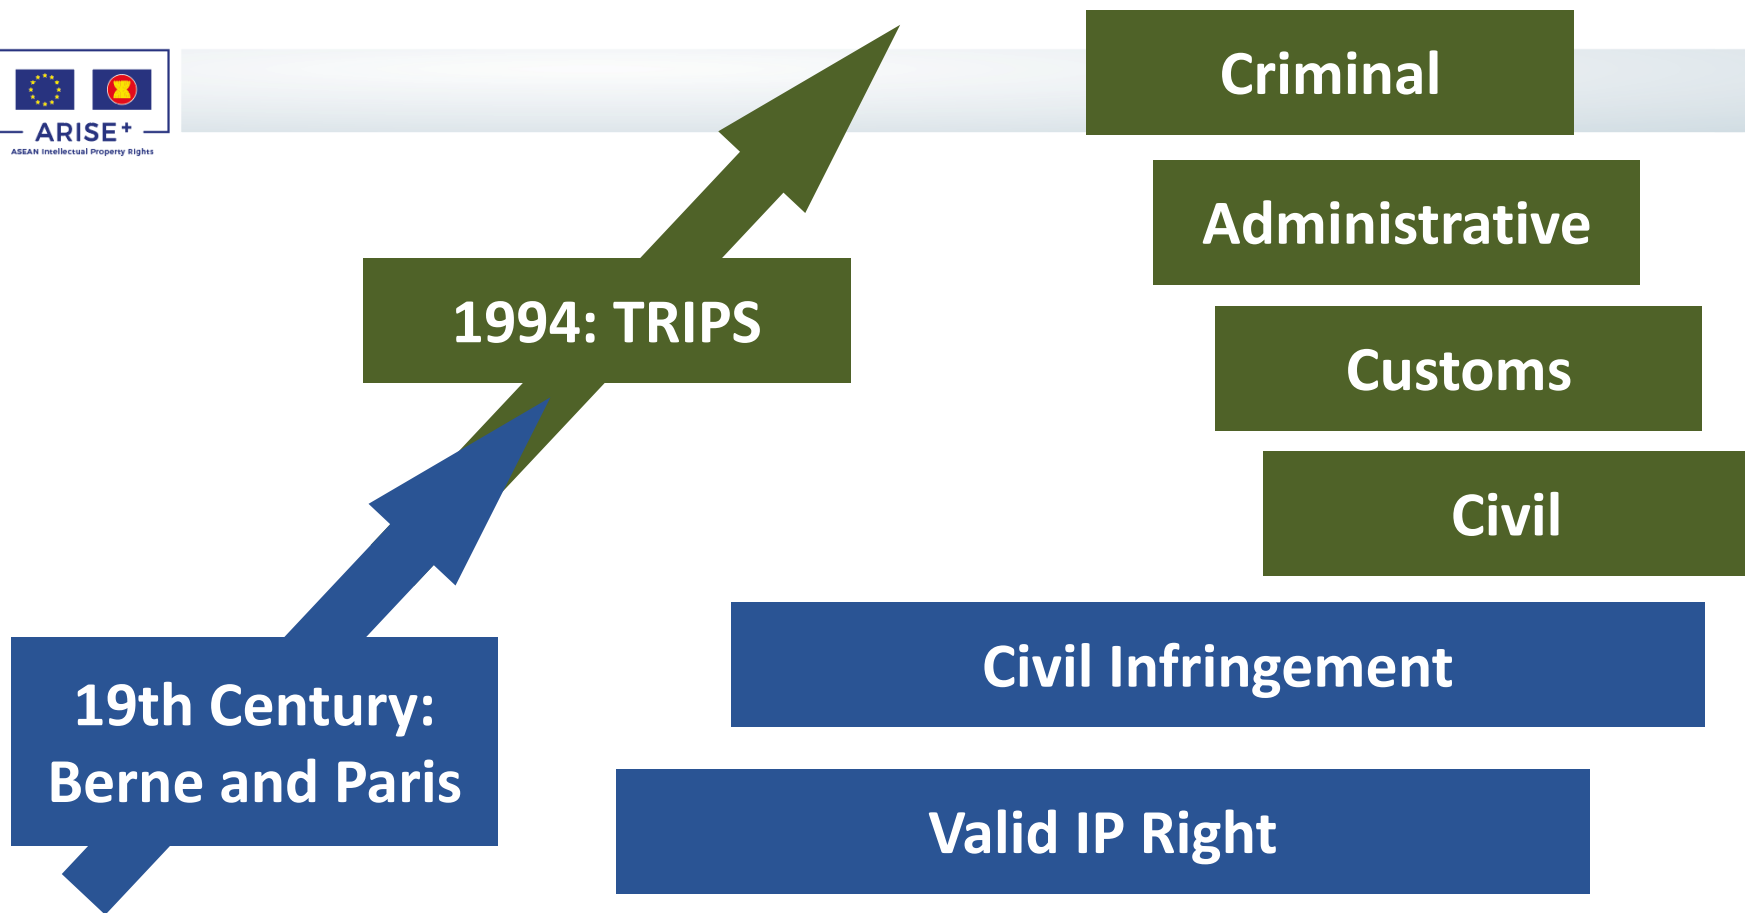 ARISE+
ASEAN Intellectual Property Rights
Criminal
Administrative
1994: TRIPS
Customs
Civil
Civil Infringement
19th Century:
Berne and Paris
Valid IP Right